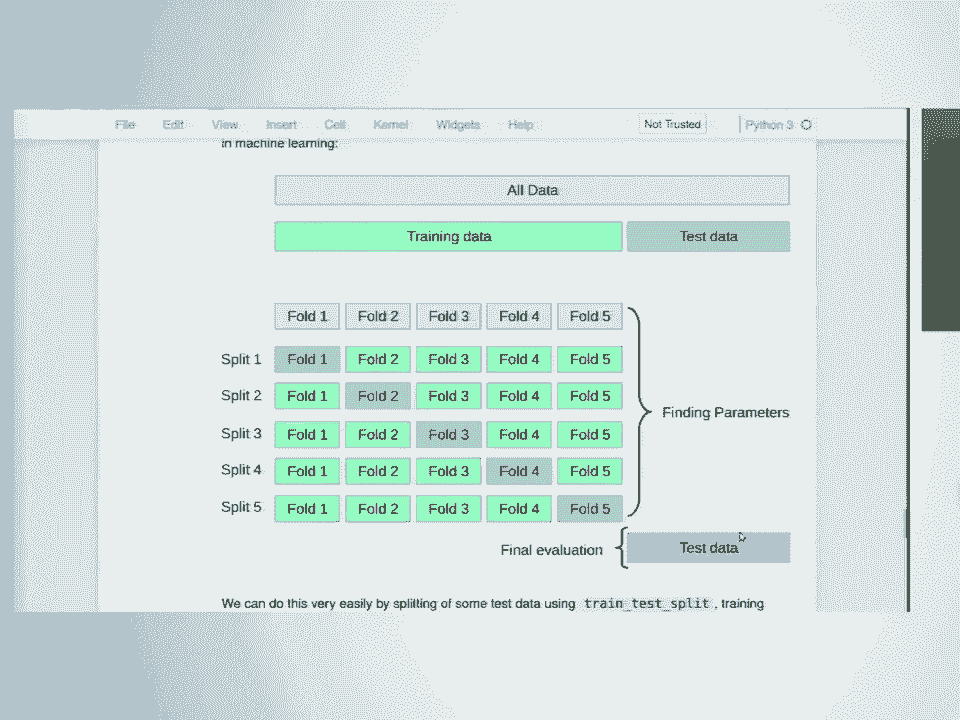 File Edit View Insert Cell Kernel Widgets Help Not Trusted Python 3
in machine learning:
All Data
Training data Test data
Fold 1 Fold 2 Fold 3 Fold 4 Fold 5
Split 1 Fold 1 Fold 2 Fold 3 Fold 4 Fold 5
Split 2 Fold 1 Fold 2 Fold 3 Fold 4 Fold 5
Split 3 Fold 1 Fold 2 Fold 3 Fold 4 Fold 5
Finding Parameters
Split 4 Fold 1 Fold 2 Fold 3 Fold 4 Fold 5
Split 5 Fold 1 Fold 2 Fold 3 Fold 4 Fold 5
Final evaluation Test data
We can do this very easily by splitting of some test data using train_test_split , training